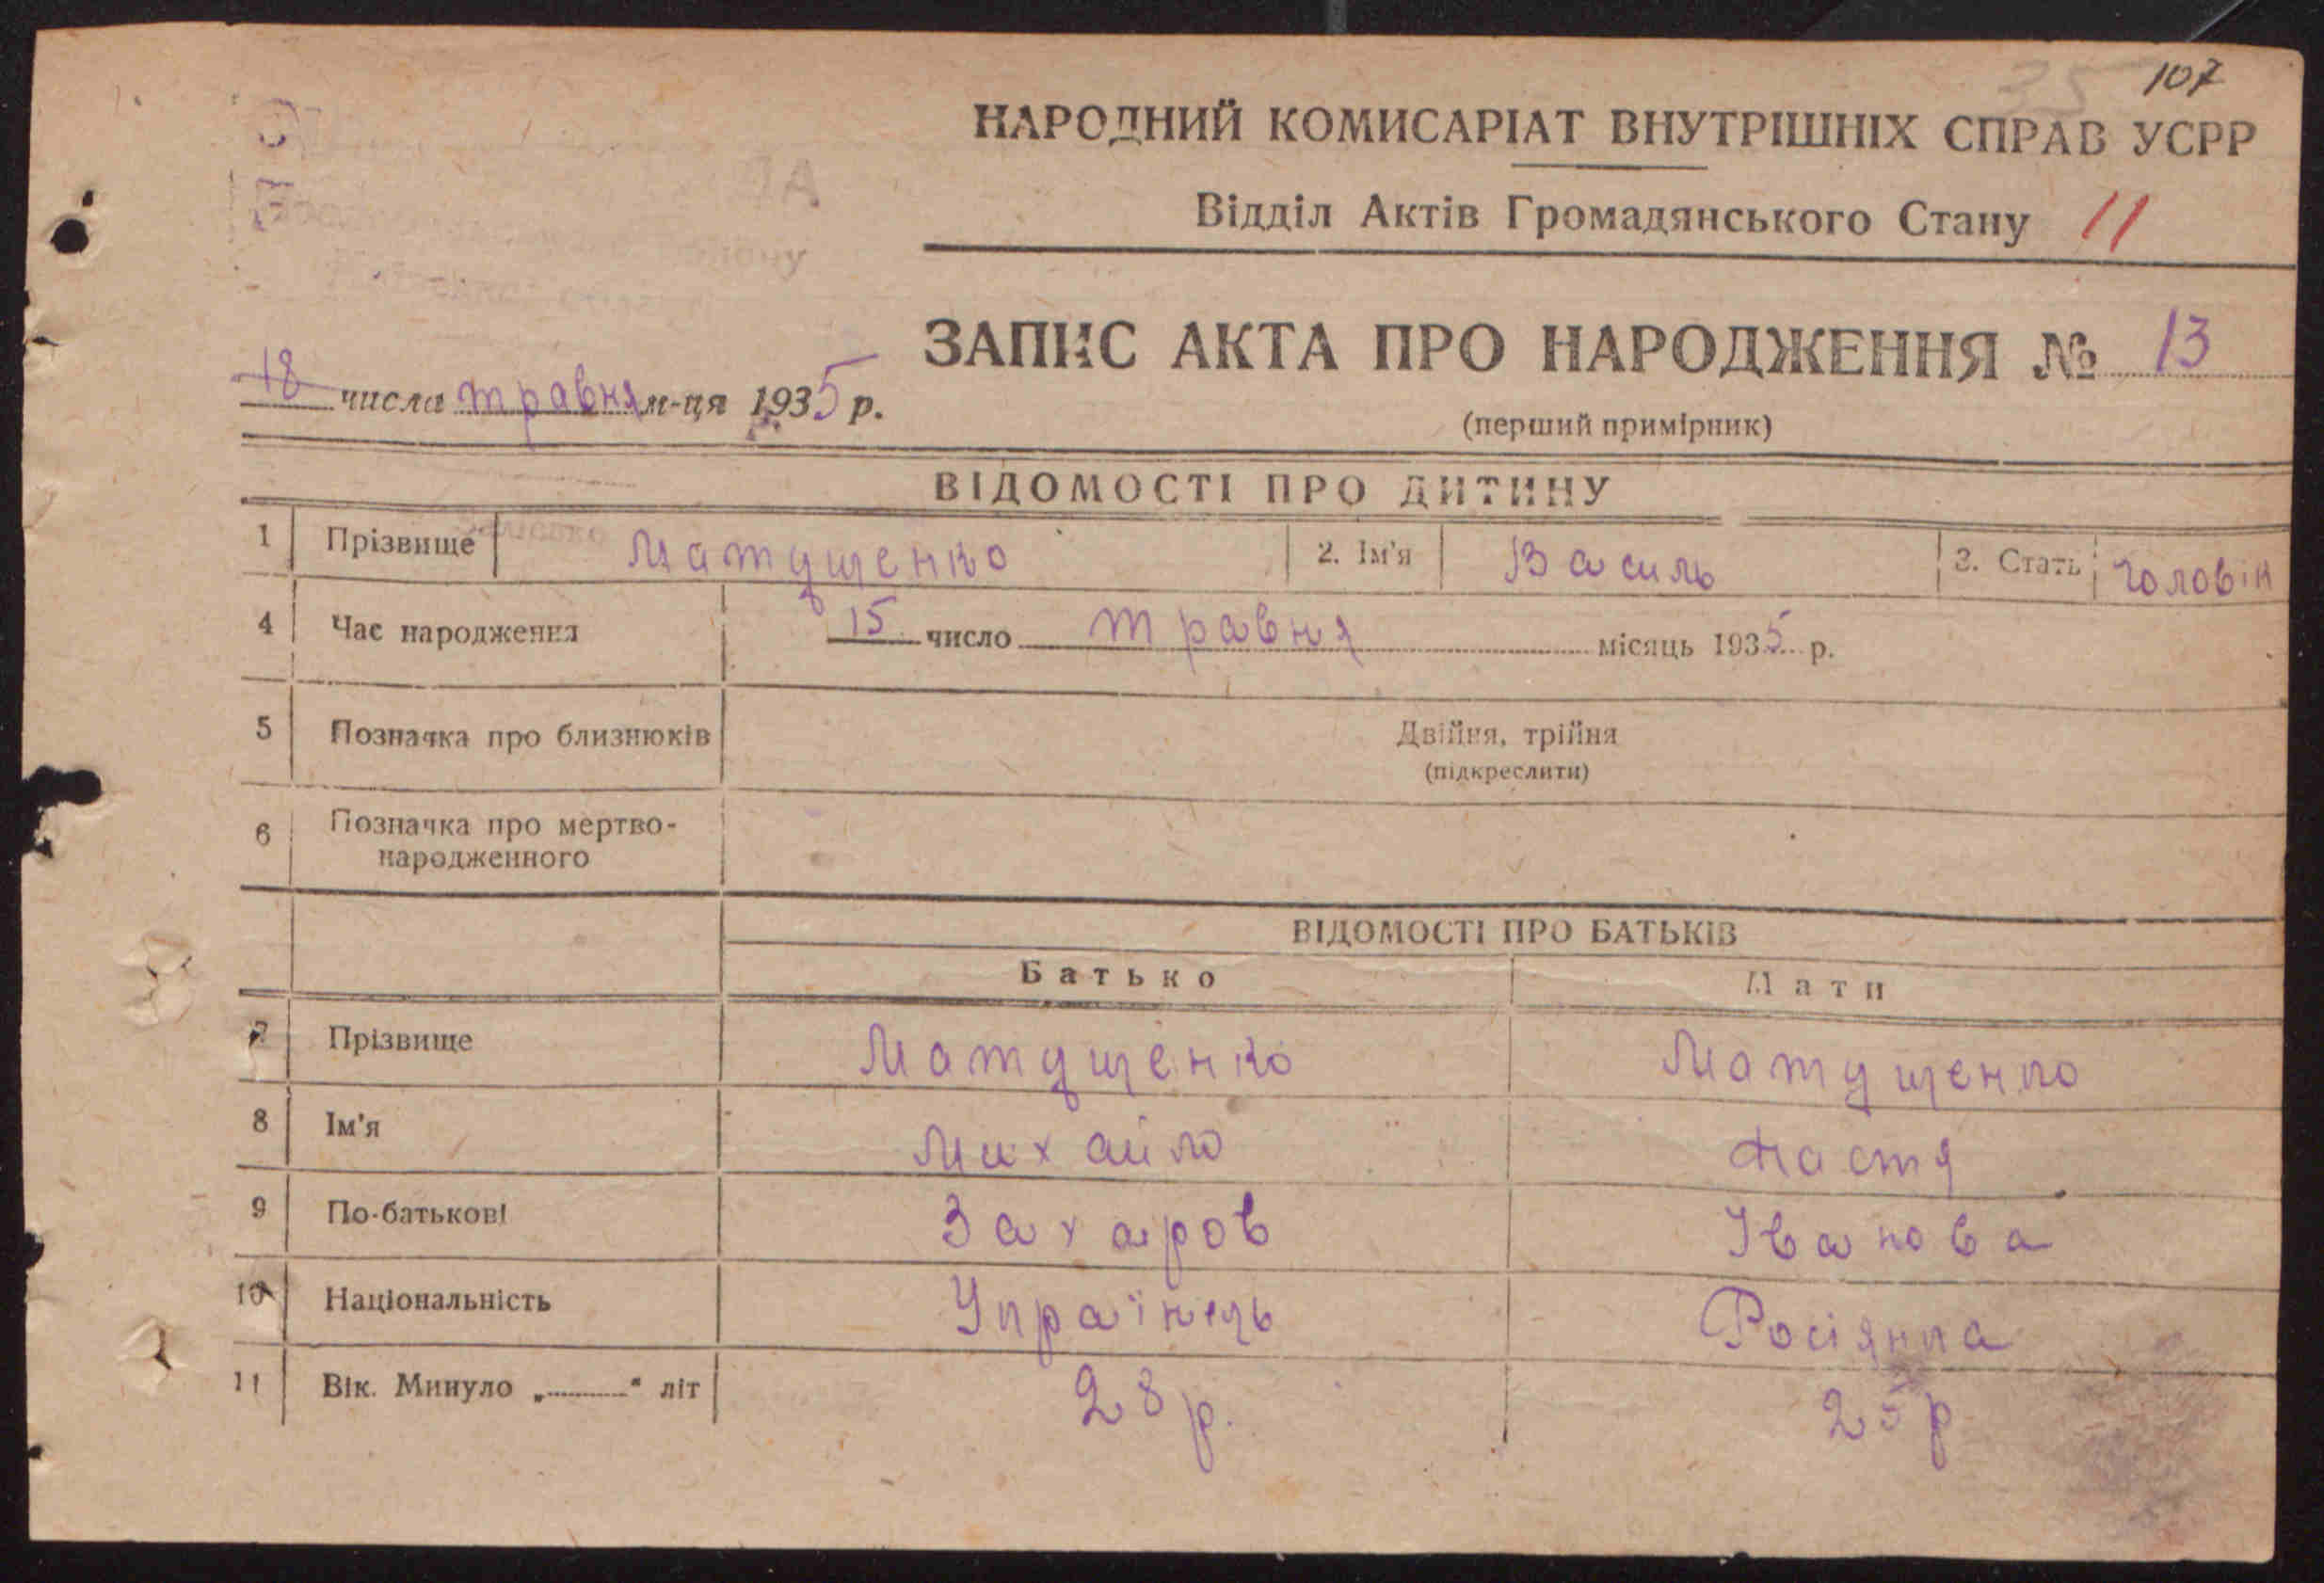 107
НАРОДНИЙ КОМИСАРІАТ ВНУТРІШНІХ СПРАВ УСРР
Відділ Актів Громадянського Стану 11
ЗАПИС АКТА ПРО НАРОДЖЕННЯ № 13
18 числа травня м-ця 1935 р.
(перший примірник)
ВІДОМОСТІ ПРО ДИТИНУ
1 Прізвище Матущенко 2. Ім'я Василь 3. Стать чоловік
4 Час народження 15 число травня місяць 1935 р.
5 Позначка про близнюків Двійня, трійня
(підкреслити)
6 Позначка про мертво-
народженного
ВІДОМОСТІ ПРО БАТЬКІВ
Батько Мати
7 Прізвище Матущенко Матущенко
8 Ім'я Михайло Настя
9 По-батькові Захаров Іванова
10 Національність Українець Росіянка
11 Вік. Минуло „ “ літ 28 р. 25 р